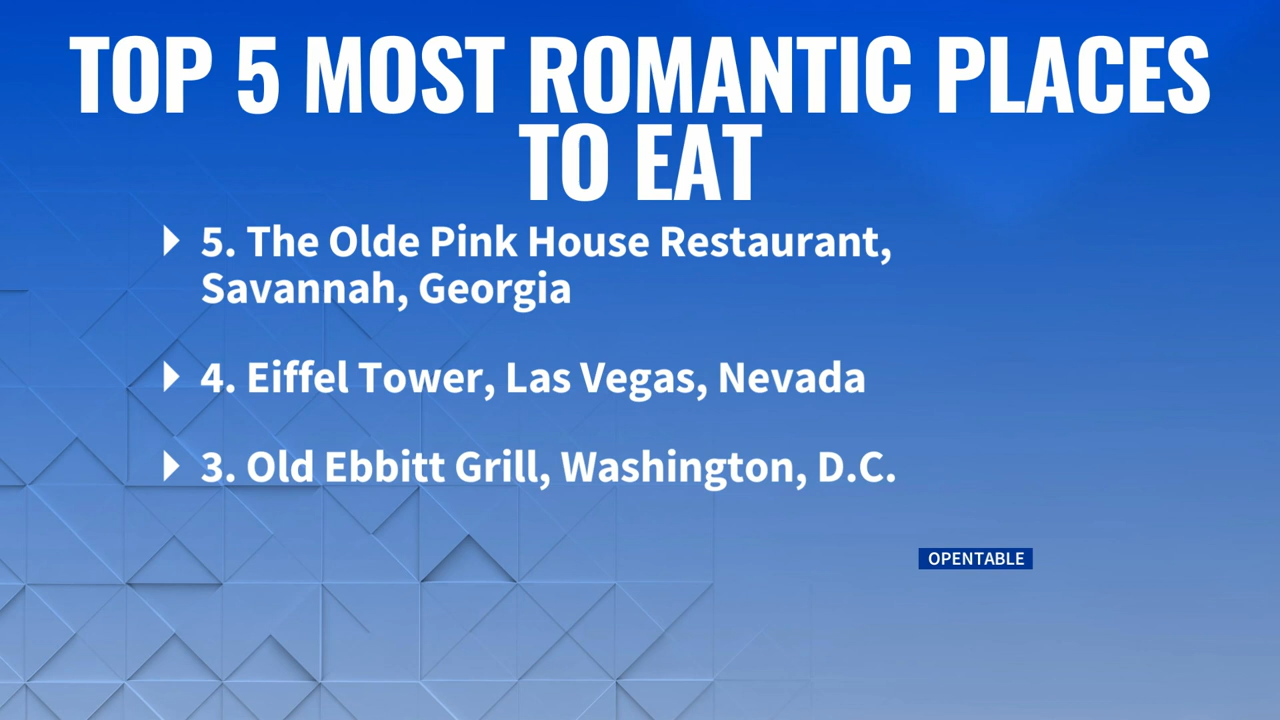 TOP 5 MOST ROMANTIC PLACES
TO EAT
5. The Olde Pink House Restaurant,
Savannah, Georgia
4. Eiffel Tower, Las Vegas, Nevada
3. Old Ebbitt Grill, Washington, D.C.
OPENTABLE